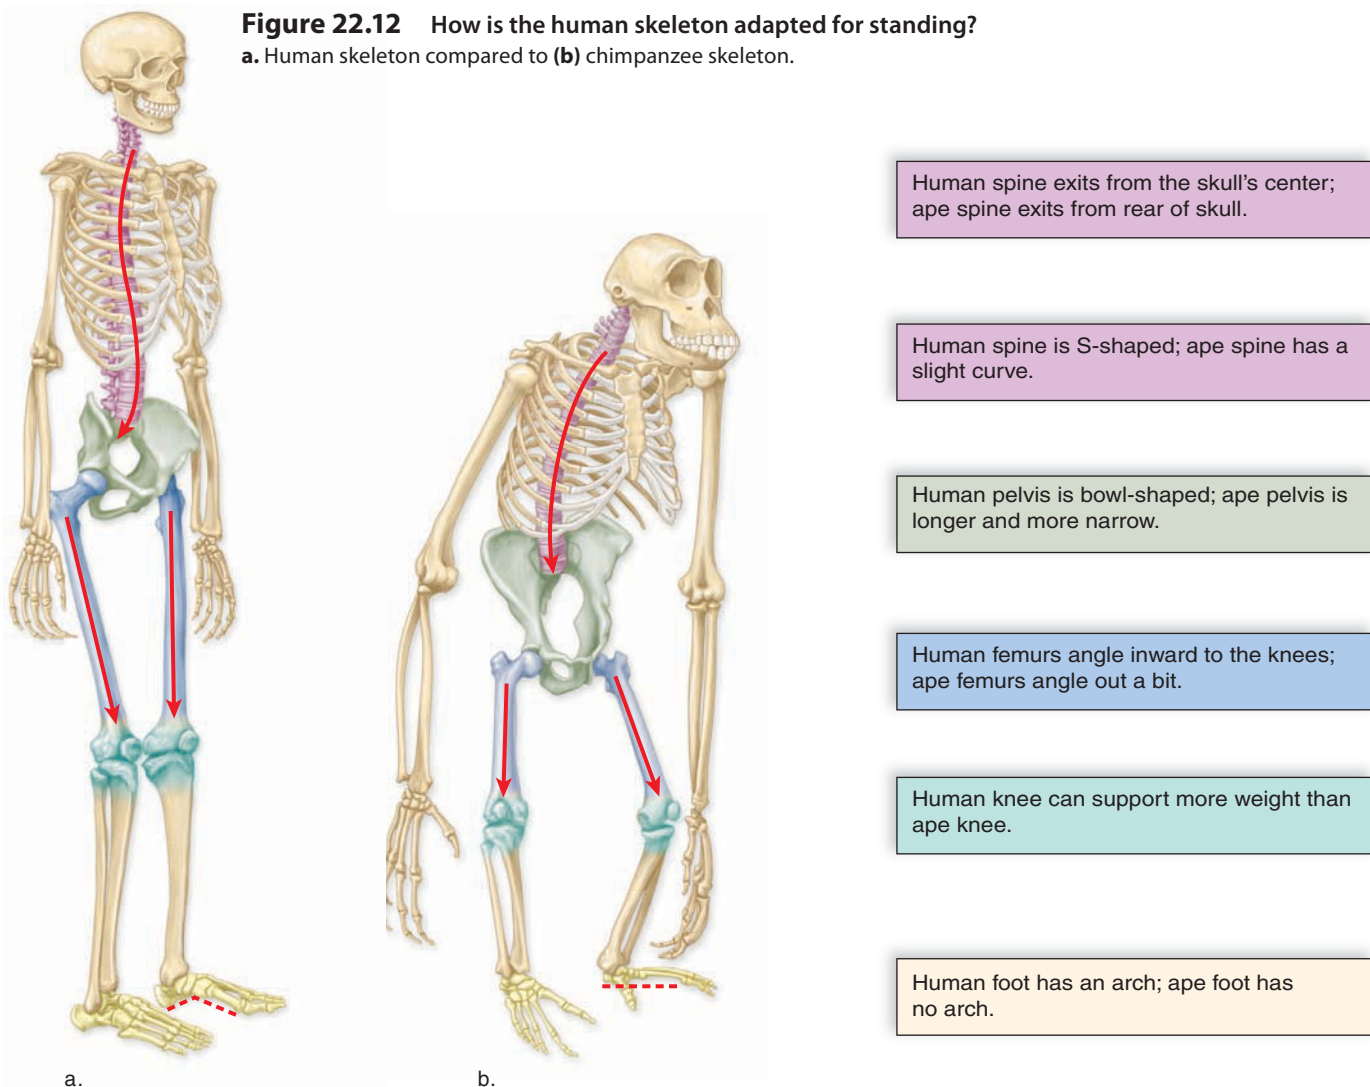 Figure 22.12 How is the human skeleton adapted for standing?
a. Human skeleton compared to (b) chimpanzee skeleton.
Human spine exits from the skull's center;
ape spine exits from rear of skull.
Human spine is S-shaped; ape spine has a
slight curve.
Human pelvis is bowl-shaped; ape pelvis is
longer and more narrow.
Human femurs angle inward to the knees;
ape femurs angle out a bit.
Human knee can support more weight than
ape knee.
Human foot has an arch; ape foot has
no arch.
a.
b.